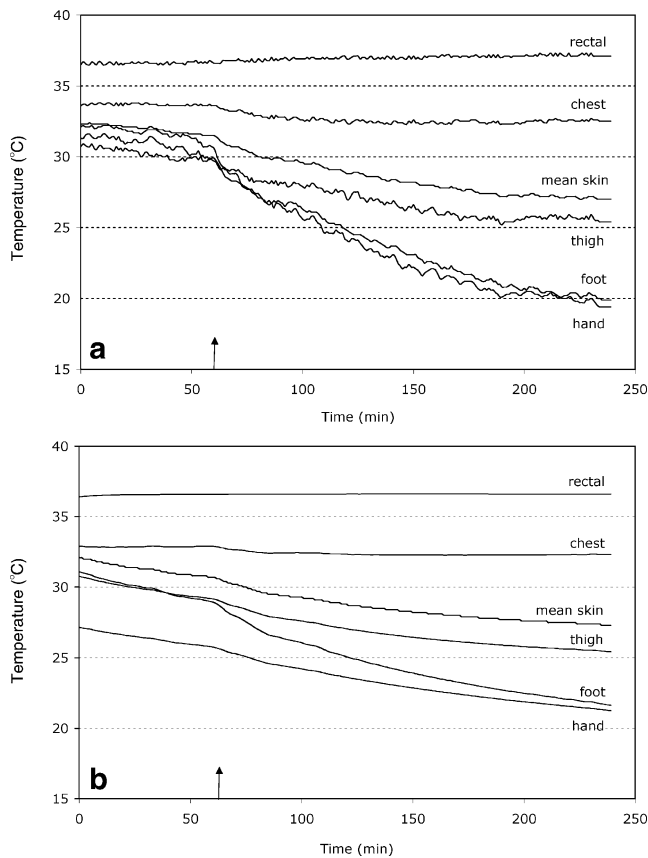 40
35
30
25
20
15
Temperature (°C)
rectal
chest
mean skin
thigh
foot
hand
a
0
50
100
150
200
250
Time (min)
40
35
30
25
20
15
Temperature (°C)
rectal
chest
mean skin
thigh
foot
hand
b
0
50
100
150
200
250
Time (min)